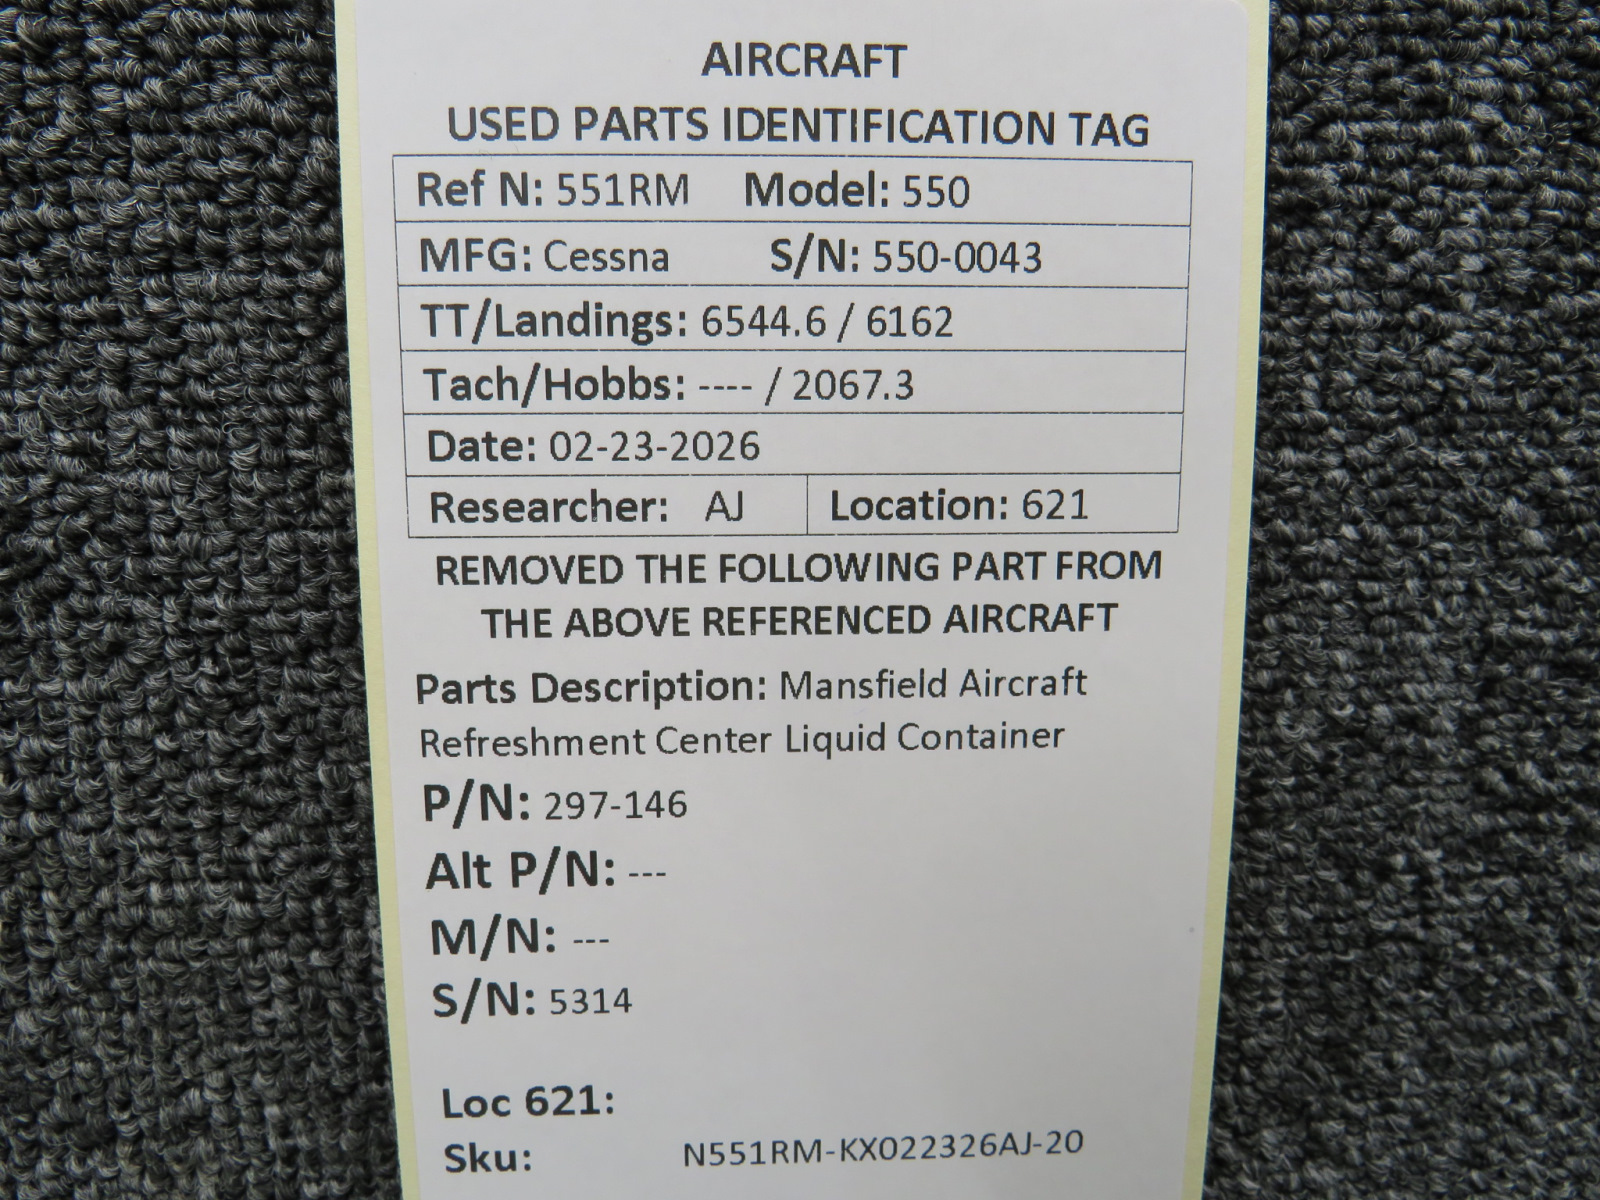 AIRCRAFT
USED PARTS IDENTIFICATION TAG
Ref N: 551RM Model: 550
MFG: Cessna S/N: 550-0043
TT/Landings: 6544.6 / 6162
Tach/Hobbs: ---- / 2067.3
Date: 02-23-2026
Researcher: AJ Location: 621
REMOVED THE FOLLOWING PART FROM
THE ABOVE REFERENCED AIRCRAFT
Parts Description: Mansfield Aircraft
Refreshment Center Liquid Container
P/N: 297-146
Alt P/N: ---
M/N: ---
S/N: 5314
Loc 621:
Sku: N551RM-KX022326AJ-20